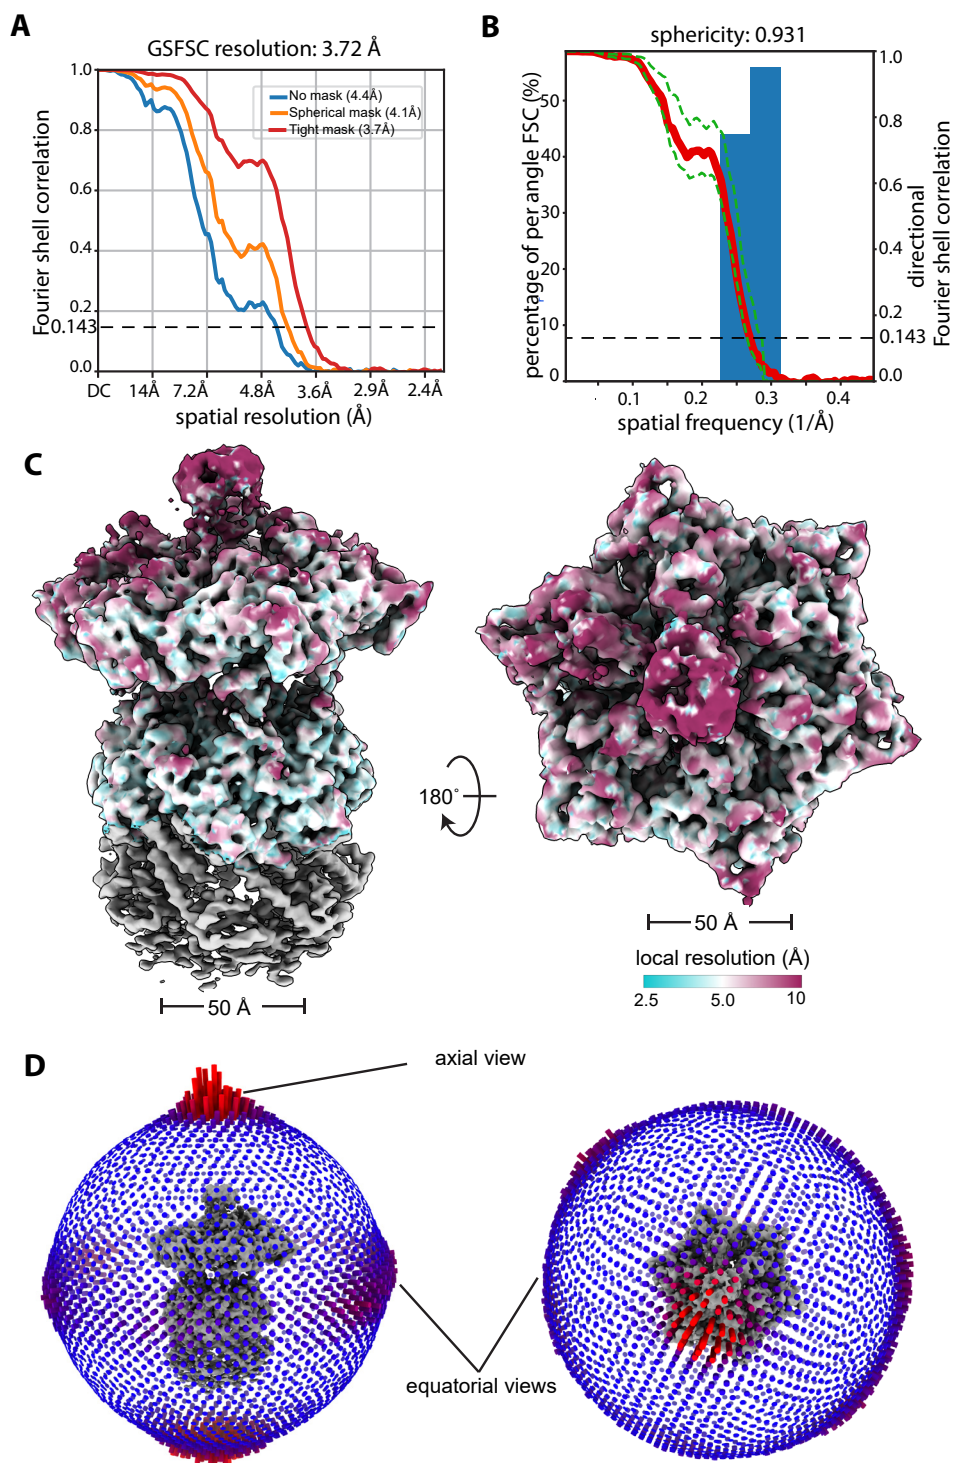 A
GSFSC resolution: 3.72 Å
Fourier shell correlation
1.0
0.8
0.6
0.4
0.2
0.143
0.0
No mask (4.4Å)
Spherical mask (4.1Å)
Tight mask (3.7Å)
DC 14Å 7.2Å 4.8Å 3.6Å 2.9Å 2.4Å
spatial resolution (Å)
B
sphericity: 0.931
percentage of per angle FSC (%)
50
40
30
20
10
0
1.0
0.8
0.6
0.4
0.2
0.143
0.0
directional
Fourier shell correlation
0.1 0.2 0.3 0.4
spatial frequency (1/Å)
C
180°
50 Å
50 Å
local resolution (Å)
2.5 5.0 10
D
axial view
equatorial views